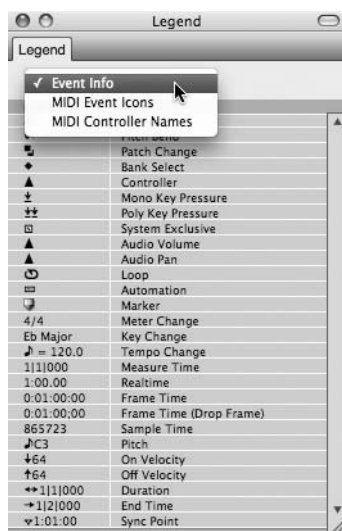 Legend
Legend
✓ Event Info
MIDI Event Icons
MIDI Controller Names
Pitch Bend
Patch Change
Bank Select
Controller
Mono Key Pressure
Poly Key Pressure
System Exclusive
Audio Volume
Audio Pan
Loop
Automation
Marker
4/4 Meter Change
Eb Major Key Change
♪ = 120.0 Tempo Change
1|1|000 Measure Time
1:00.00 Realtime
0:01:00:00 Frame Time
0:01:00;00 Frame Time (Drop Frame)
865723 Sample Time
♪C3 Pitch
↓64 On Velocity
↑64 Off Velocity
↔1|1|000 Duration
→1|2|000 End Time
▾1:01:00 Sync Point